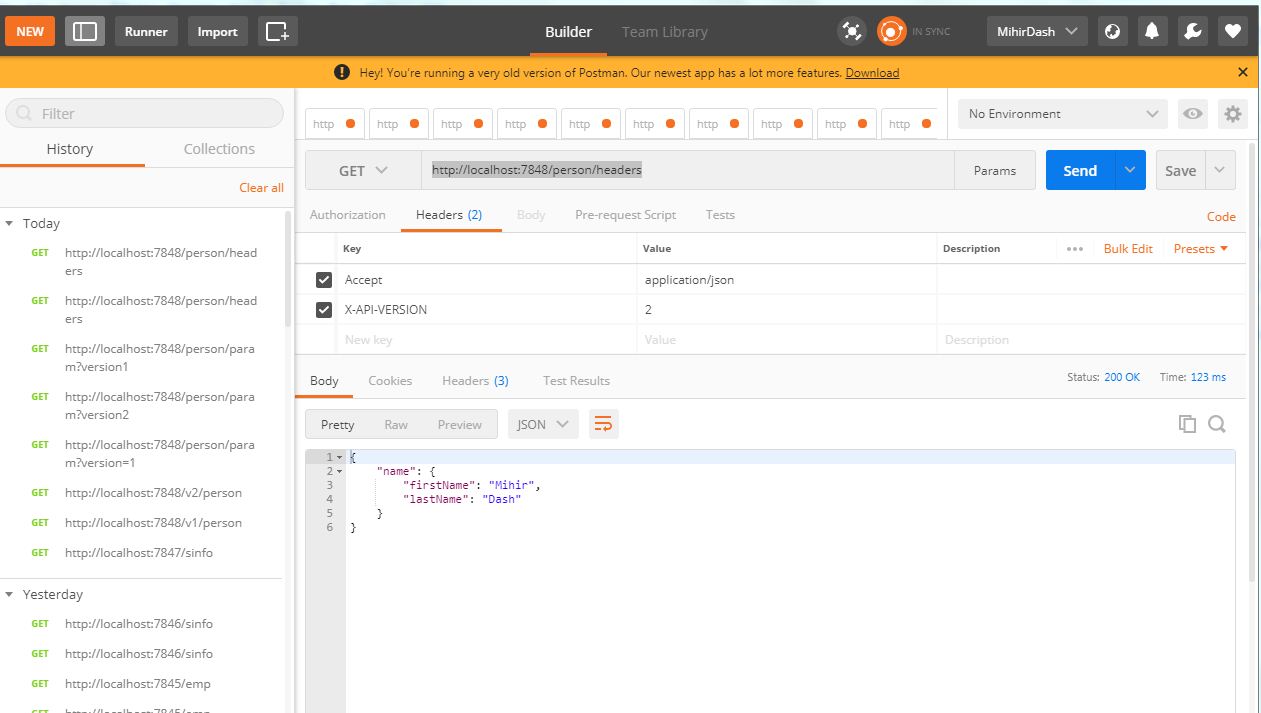 NEW Runner Import Builder Team Library IN SYNC MihirDash
Hey! You're running a very old version of Postman. Our newest app has a lot more features. Download
Filter
History Collections
Clear all
Today
GET http://localhost:7848/person/head
ers
GET http://localhost:7848/person/head
ers
GET http://localhost:7848/person/para
m?version1
GET http://localhost:7848/person/para
m?version2
GET http://localhost:7848/person/para
m?version=1
GET http://localhost:7848/v2/person
GET http://localhost:7848/v1/person
GET http://localhost:7847/sinfo
Yesterday
GET http://localhost:7846/sinfo
GET http://localhost:7846/sinfo
GET http://localhost:7845/emp
http http http http http http http http http http
No Environment
GET http://localhost:7848/person/headers Params Send Save
Authorization Headers (2) Body Pre-request Script Tests Code
Key Value Description Bulk Edit Presets
Accept application/json
X-API-VERSION 2
New key Value Description
Body Cookies Headers (3) Test Results Status: 200 OK Time: 123 ms
Pretty Raw Preview JSON
1 {
2 "name": {
3 "firstName": "Mihir",
4 "lastName": "Dash"
5 }
6 }